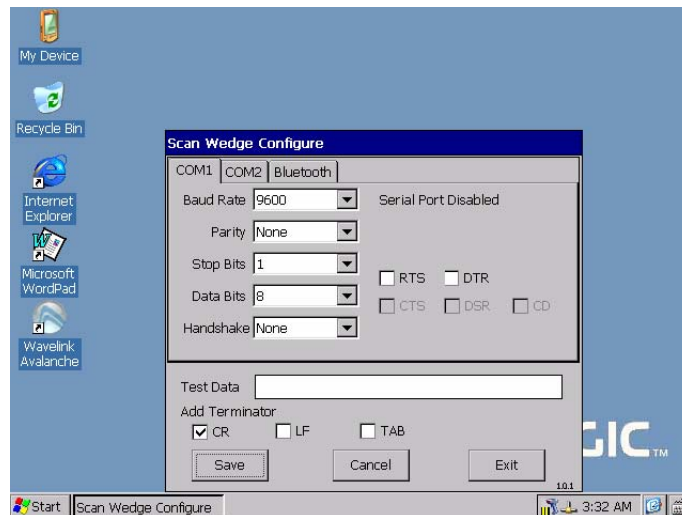 My Device
Recycle Bin
Internet
Explorer
Microsoft
WordPad
Wavelink
Avalanche
Scan Wedge Configure
COM1 COM2 Bluetooth
Baud Rate 9600 Serial Port Disabled
Parity None
Stop Bits 1
RTS DTR
Data Bits 8
CTS DSR CD
Handshake None
Test Data
Add Terminator
CR LF TAB
Save Cancel Exit
1.0.1
GIC TM
Start Scan Wedge Configure 3:32 AM